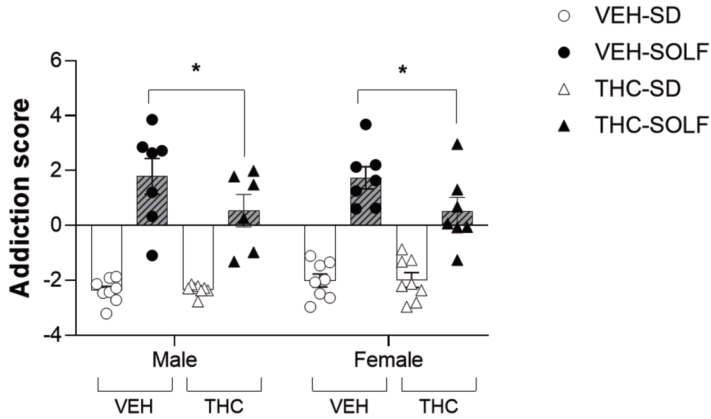 VEH-SD
VEH-SOLF
THC-SD
THC-SOLF
* *
6
4
2
0
-2
-4
Addiction score
Male Female
VEH THC VEH THC